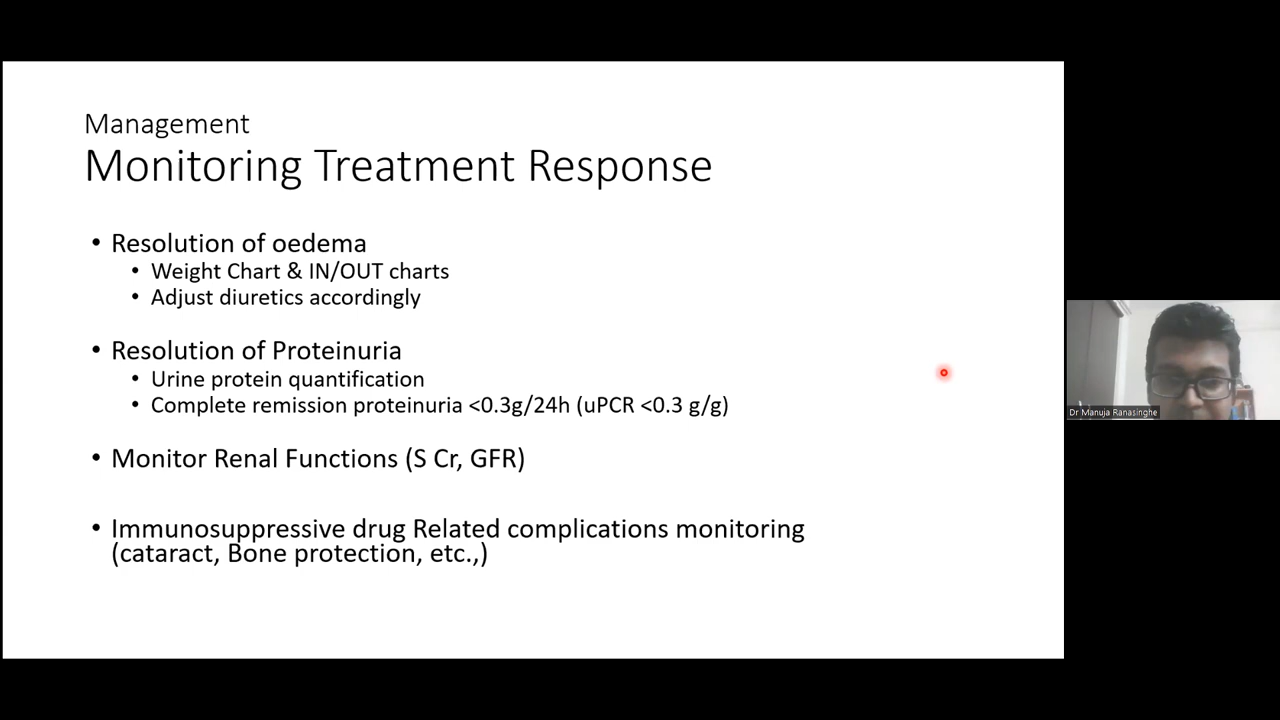 Management
Monitoring Treatment Response
• Resolution of oedema
• Weight Chart & IN/OUT charts
• Adjust diuretics accordingly
• Resolution of Proteinuria
• Urine protein quantification
• Complete remission proteinuria <0.3g/24h (uPCR <0.3 g/g)
• Monitor Renal Functions (S Cr, GFR)
• Immunosuppressive drug Related complications monitoring
(cataract, Bone protection, etc.,)
Dr Manuja Ranasinghe